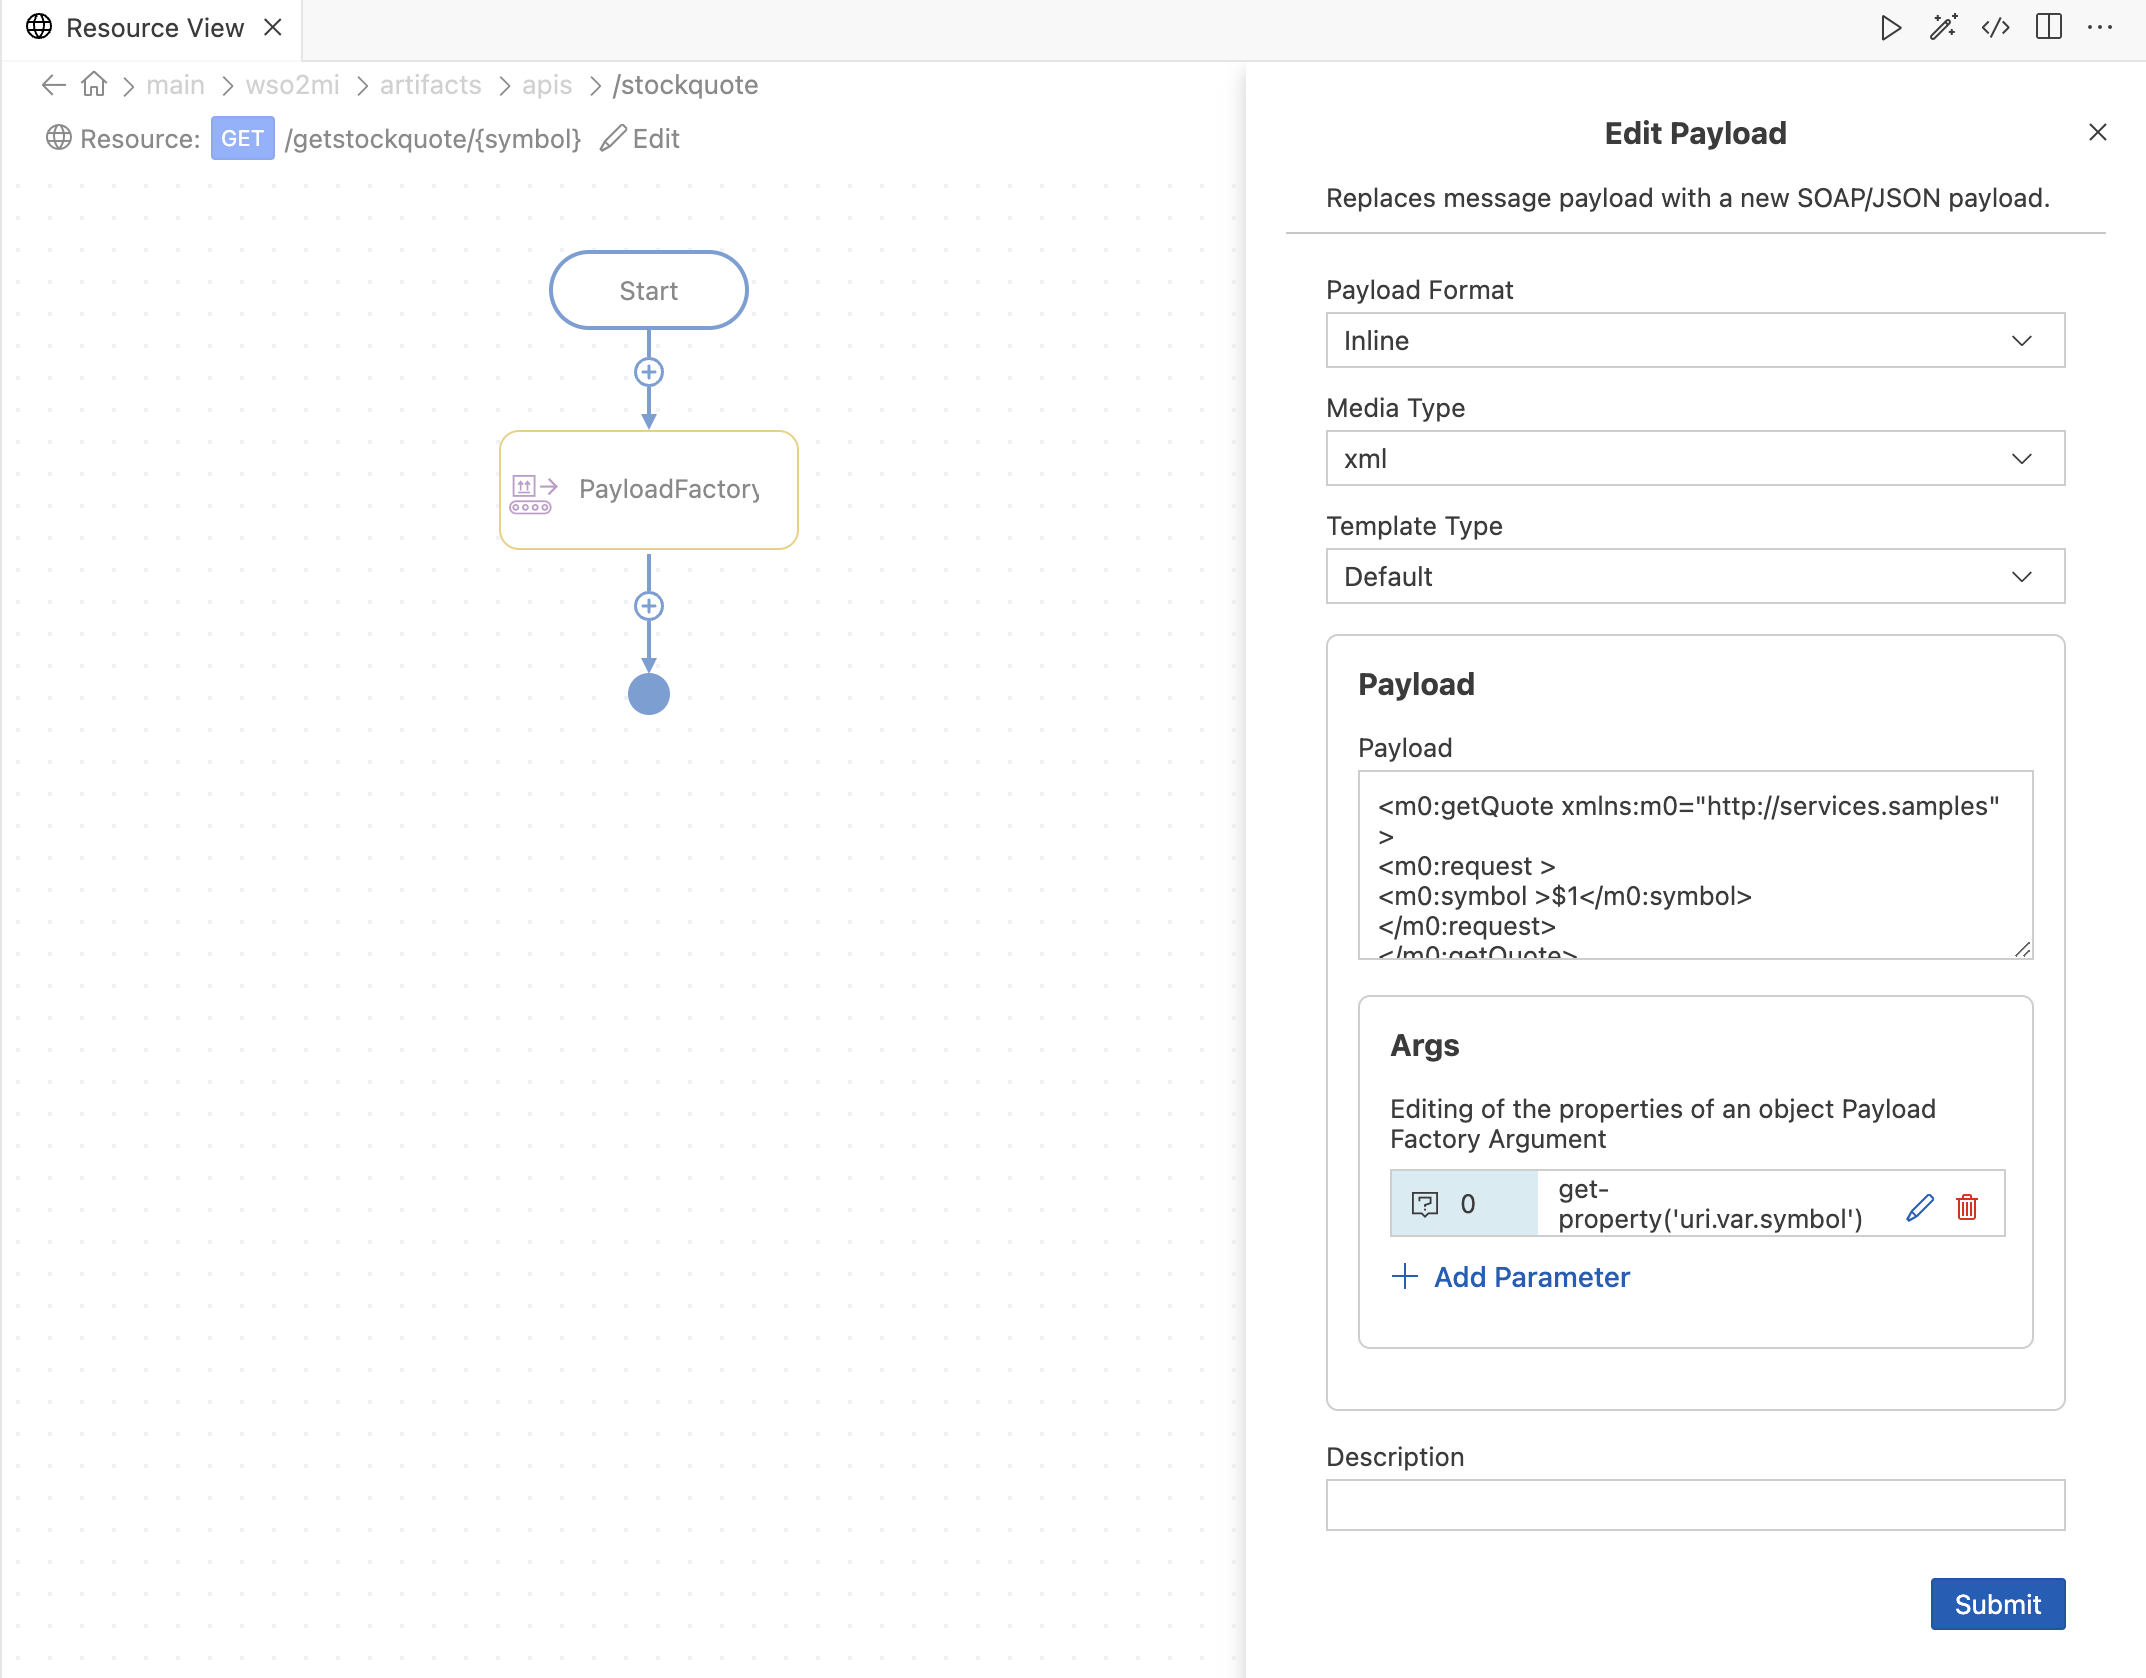 Resource View
main > wso2mi > artifacts > apis > /stockquote
Resource: GET /getstockquote/{symbol} Edit
Start
PayloadFactory
Edit Payload
Replaces message payload with a new SOAP/JSON payload.
Payload Format
Inline
Media Type
xml
Template Type
Default
Payload
Payload
<m0:getQuote xmlns:m0="http://services.samples"
>
<m0:request >
<m0:symbol >$1</m0:symbol>
</m0:request>
</m0:getQuote>
Args
Editing of the properties of an object Payload
Factory Argument
0
get-
property('uri.var.symbol')
Add Parameter
Description
Submit